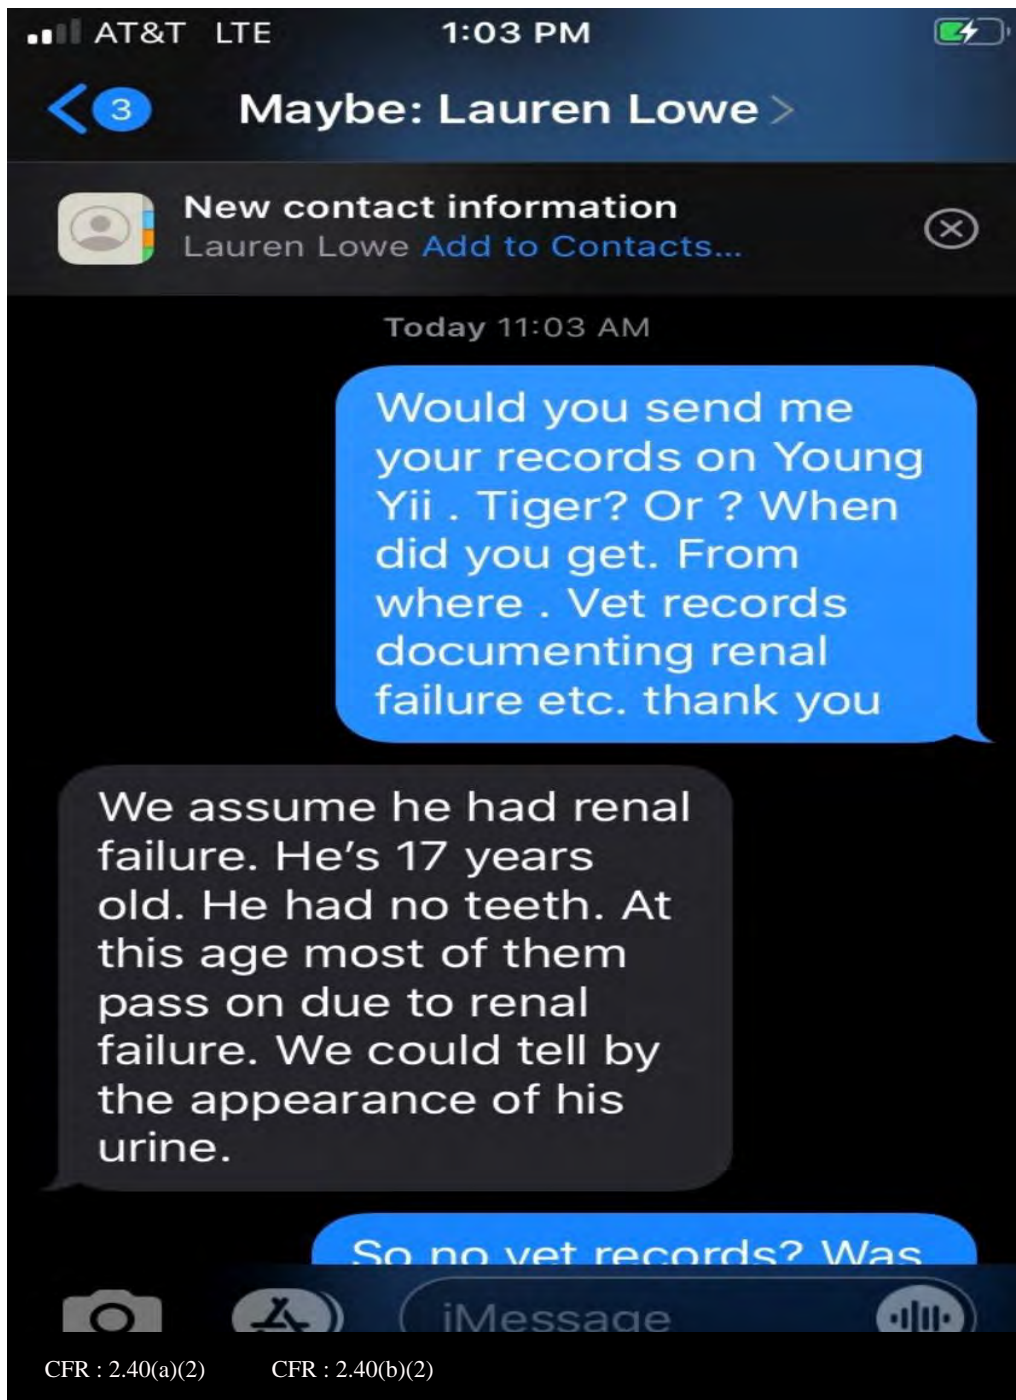 AT&T LTE 1:03 PM
3 Maybe: Lauren Lowe
New contact information
Lauren Lowe Add to Contacts...
Today 11:03 AM
Would you send me
your records on Young
Yii . Tiger? Or ? When
did you get. From
where . Vet records
documenting renal
failure etc. thank you
We assume he had renal
failure. He's 17 years
old. He had no teeth. At
this age most of them
pass on due to renal
failure. We could tell by
the appearance of his
urine.
So no vet records? Was
iMessage
CFR : 2.40(a)(2) CFR : 2.40(b)(2)